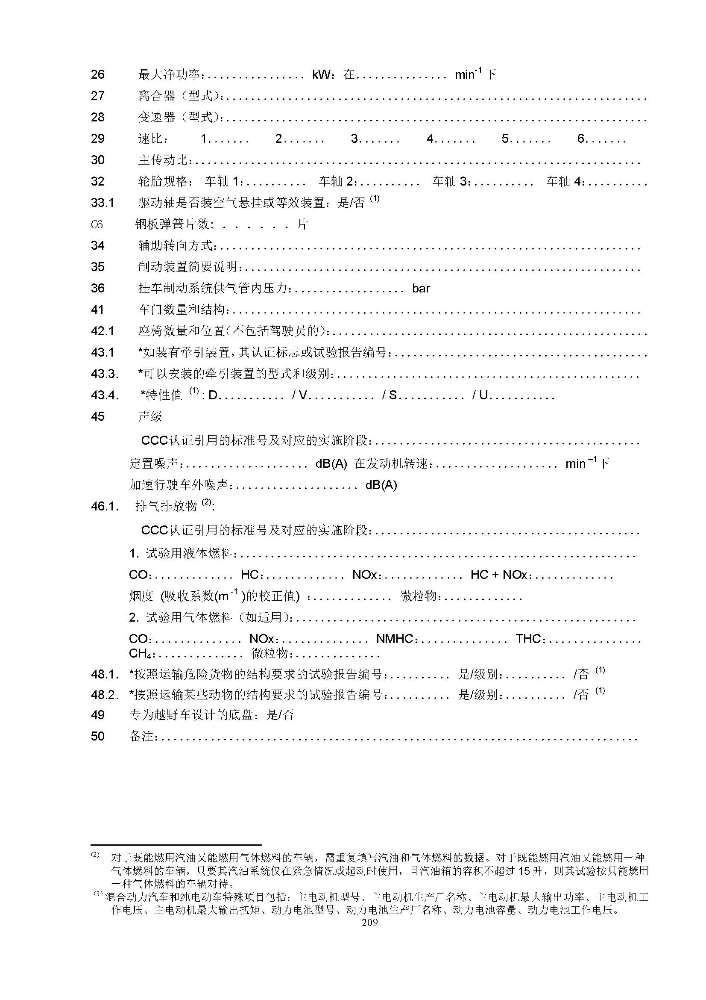 26 最大净功率：................ kW：在............... min⁻¹下
27 离合器（型式）：....................................................................
28 变速器（型式）：....................................................................
29 速比： 1....... 2....... 3....... 4....... 5....... 6.......
30 主传动比：........................................................................
32 轮胎规格： 车轴 1：.......... 车轴 2：.......... 车轴 3：.......... 车轴 4：..........
33.1 驱动轴是否装空气悬挂或等效装置：是/否 ⁽¹⁾
C6 钢板弹簧片数： . . . . . . 片
34 辅助转向方式：....................................................................
35 制动装置简要说明：................................................................
36 挂车制动系统供气管内压力：.................. bar
41 车门数量和结构：..................................................................
42.1 座椅数量和位置（不包括驾驶员的）：...................................................
43.1 *如装有牵引装置，其认证标志或试验报告编号：.........................................
43.3. *可以安装的牵引装置的型式和级别：.................................................
43.4. *特性值 ⁽¹⁾ : D........... / V........... / S........... / U...........
45 声级
CCC认证引用的标准号及对应的实施阶段：...........................................
定置噪声：.................... dB(A) 在发动机转速：.................... min⁻¹下
加速行驶车外噪声：.................... dB(A)
46.1. 排气排放物 ⁽²⁾:
CCC认证引用的标准号及对应的实施阶段：...........................................
1. 试验用液体燃料：................................................................
CO：............. HC：............. NOx：............. HC + NOx：.............
烟度 (吸收系数(m⁻¹ )的校正值) ：............. 微粒物：.............
2. 试验用气体燃料（如适用）：.......................................................
CO：.............. NOx：.............. NMHC：.............. THC：...............
CH₄：.............. 微粒物：..............
48.1. *按照运输危险货物的结构要求的试验报告编号：.......... 是/级别：.......... /否 ⁽¹⁾
48.2. *按照运输某些动物的结构要求的试验报告编号：.......... 是/级别：.......... /否 ⁽¹⁾
49 专为越野车设计的底盘：是/否
50 备注：.............................................................................
⁽²⁾ 对于既能燃用汽油又能燃用气体燃料的车辆，需重复填写汽油和气体燃料的数据。对于既能燃用汽油又能燃用一种
气体燃料的车辆，只要其汽油系统仅在紧急情况或起动时使用，且汽油箱的容积不超过 15 升，则其试验按只能燃用
一种气体燃料的车辆对待。
⁽³⁾ 混合动力汽车和纯电动车特殊项目包括：主电动机型号、主电动机生产厂名称、主电动机最大输出功率、主电动机工
作电压、主电动机最大输出扭矩、动力电池型号、动力电池生产厂名称、动力电池容量、动力电池工作电压。
209